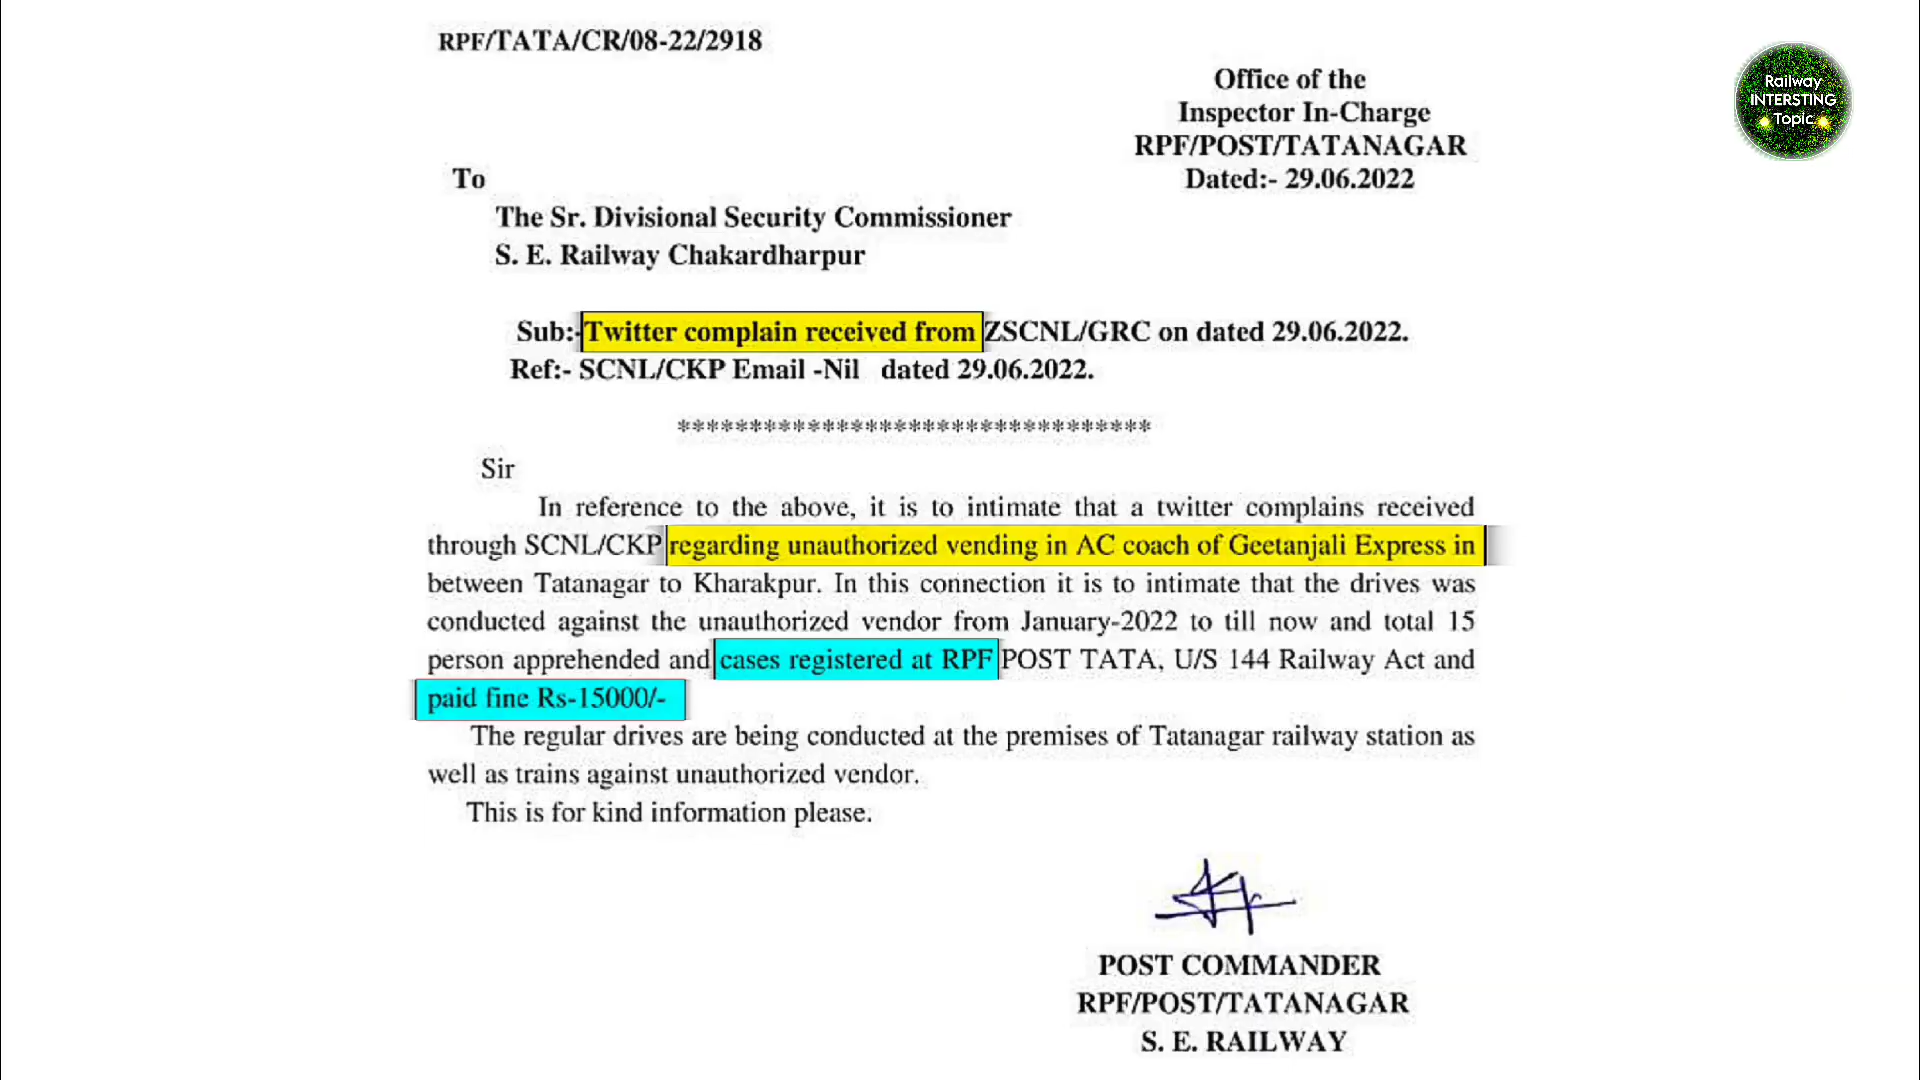 RPF/TATA/CR/08-22/2918
Office of the
Inspector In-Charge
RPF/POST/TATANAGAR
Dated:- 29.06.2022
Railway
INTERSTING
Topic
To
The Sr. Divisional Security Commissioner
S. E. Railway Chakardharpur
Sub:-Twitter complain received from ZSCNL/GRC on dated 29.06.2022.
Ref:- SCNL/CKP Email -Nil dated 29.06.2022.
*********************************
Sir
In reference to the above, it is to intimate that a twitter complains received
through SCNL/CKP regarding unauthorized vending in AC coach of Geetanjali Express in
between Tatanagar to Kharakpur. In this connection it is to intimate that the drives was
conducted against the unauthorized vendor from January-2022 to till now and total 15
person apprehended and cases registered at RPF POST TATA, U/S 144 Railway Act and
paid fine Rs-15000/-
The regular drives are being conducted at the premises of Tatanagar railway station as
well as trains against unauthorized vendor.
This is for kind information please.
POST COMMANDER
RPF/POST/TATANAGAR
S. E. RAILWAY